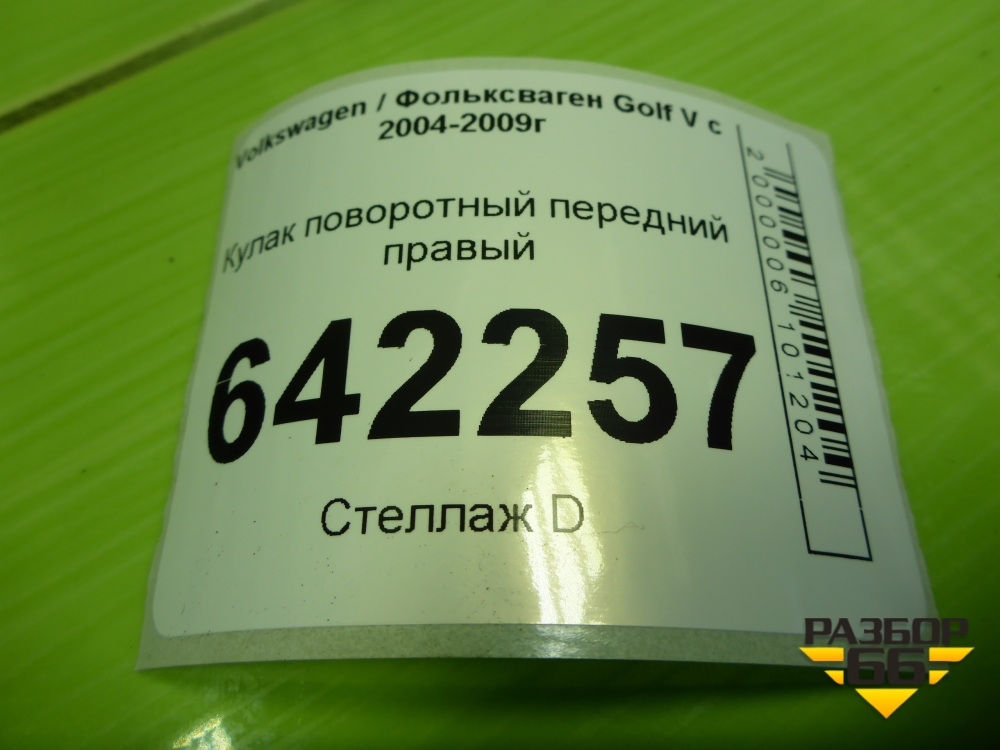 Volkswagen / Фольксваген Golf V с
2004-2009г
Кулак поворотный передний
правый
642257
Стеллаж D
2000006101204
РАЗБОР
66